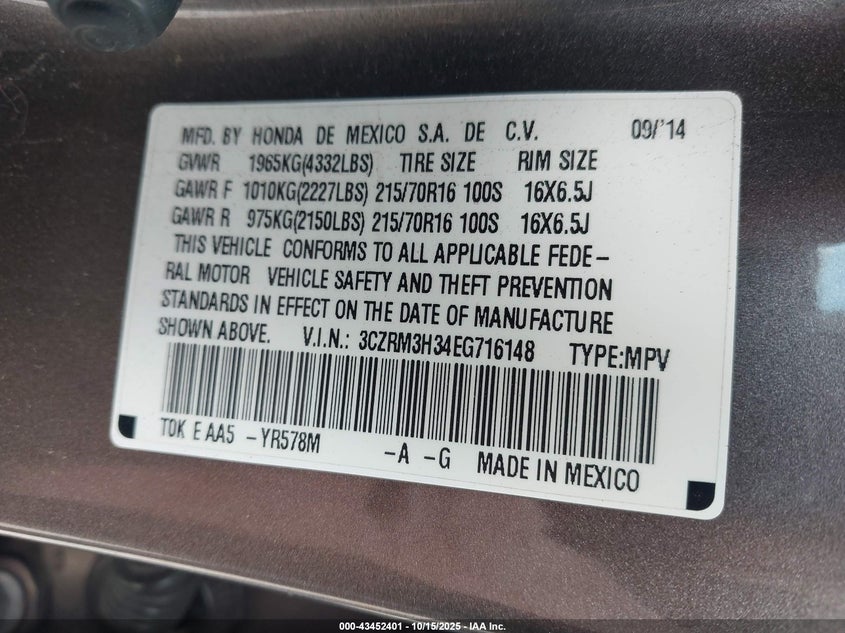 MFD. BY HONDA DE MEXICO S.A. DE C.V. 09/'14
GVWR 1965KG(4332LBS) TIRE SIZE RIM SIZE
GAWR F 1010KG(2227LBS) 215/70R16 100S 16X6.5J
GAWR R 975KG(2150LBS) 215/70R16 100S 16X6.5J
THIS VEHICLE CONFORMS TO ALL APPLICABLE FEDE-
RAL MOTOR VEHICLE SAFETY AND THEFT PREVENTION
STANDARDS IN EFFECT ON THE DATE OF MANUFACTURE
SHOWN ABOVE. V.I.N.: 3CZRM3H34EG716148 TYPE:MPV
T0K E AA5 -YR578M -A -G MADE IN MEXICO
000-43452401 - 10/15/2025 - IAA Inc.